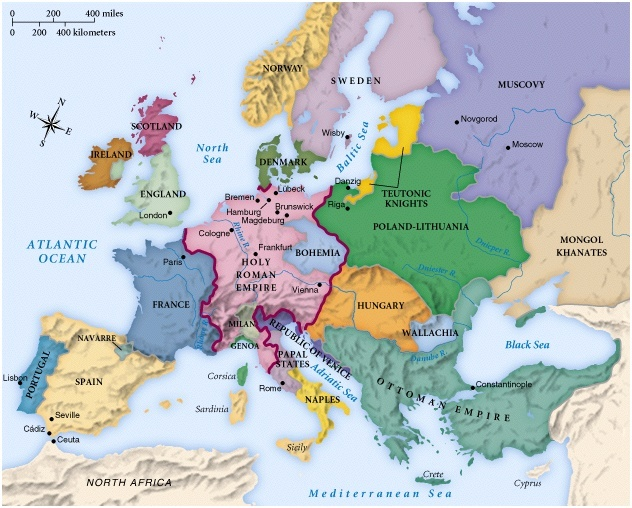 0 200 400 miles
0 200 400 kilometers
N
W
E
S
NORWAY
SWEDEN
MUSCOVY
SCOTLAND
Novgorod
Wisby
Baltic Sea
Moscow
North
Sea
IRELAND
DENMARK
ENGLAND
Danzig
Lübeck
TEUTONIC
KNIGHTS
Bremen
Riga
Hamburg
Brunswick
Magdeburg
London
POLAND-LITHUANIA
Cologne
Rhine R.
Dnieper R.
MONGOL
KHANATES
ATLANTIC
OCEAN
Frankfurt
BOHEMIA
Paris
HOLY
ROMAN
EMPIRE
Dniester R.
Vienna
FRANCE
HUNGARY
MILAN
REPUBLIC OF VENICE
WALLACHIA
Rhône R.
NAVARRE
GENOA
Black Sea
PAPAL
STATES
Danube R.
Adriatic Sea
PORTUGAL
Corsica
Lisbon
SPAIN
Rome
OTTOMAN EMPIRE
Constantinople
NAPLES
Sardinia
Seville
Cádiz
Ceuta
Sicily
NORTH AFRICA
Crete
Cyprus
Mediterranean Sea